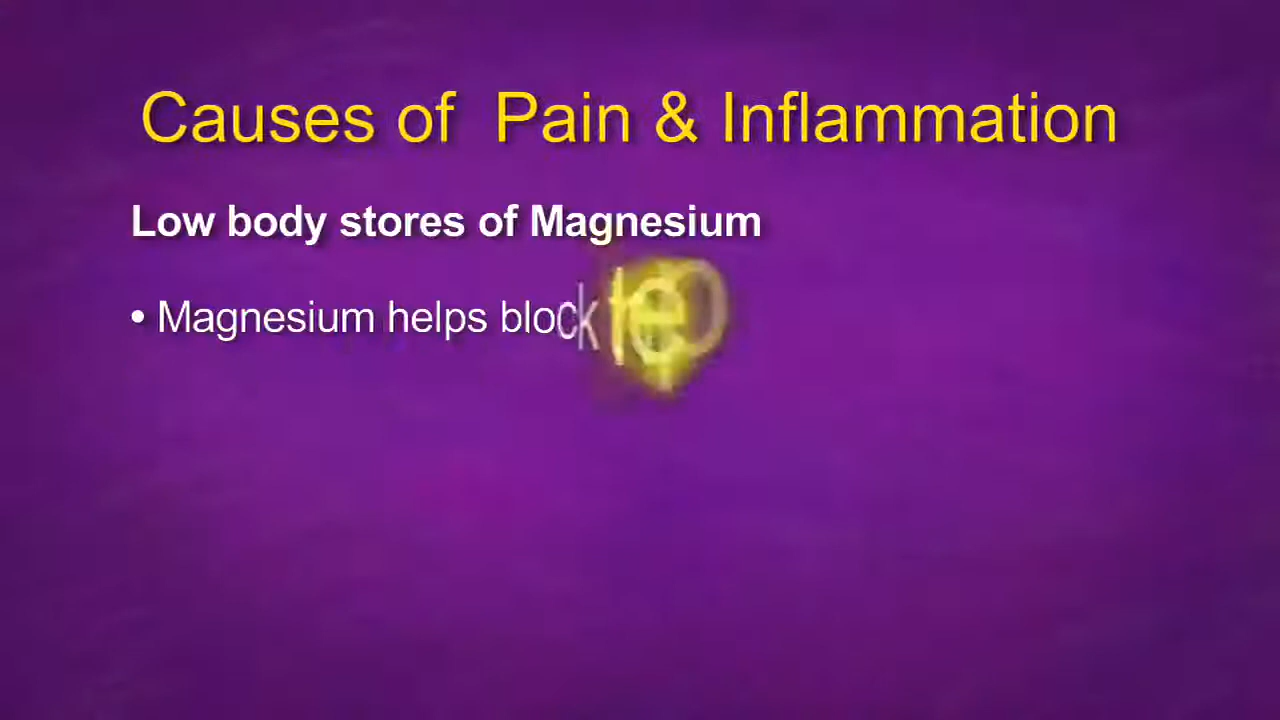 Causes of Pain & Inflammation
Low body stores of Magnesium
• Magnesium helps block